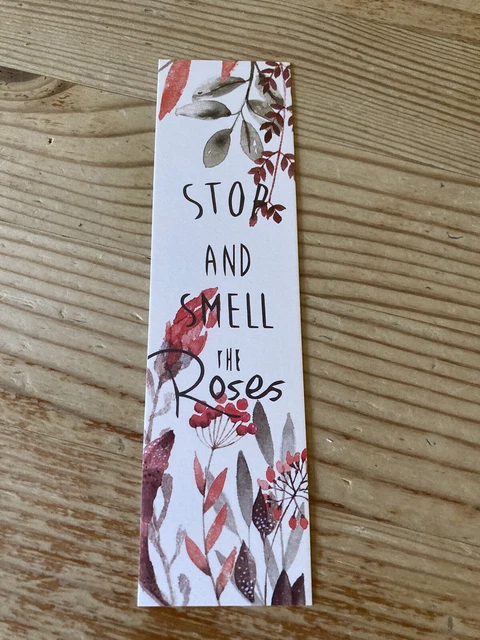 STOP
AND
SMELL
THE
Roses